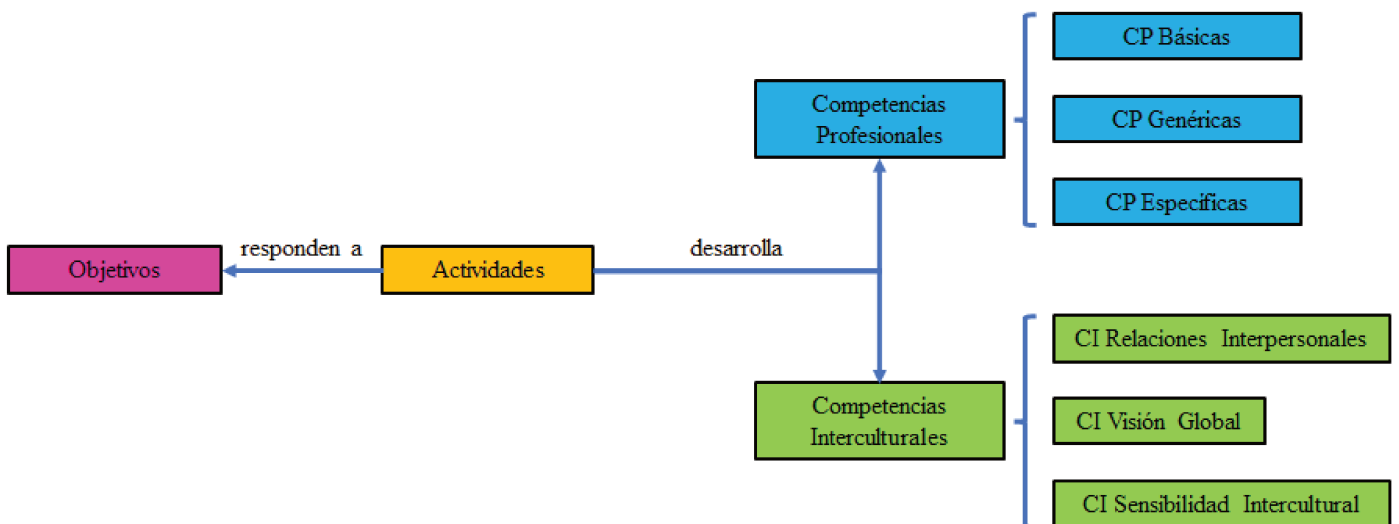 CP Básicas
Competencias
Profesionales
CP Genéricas
CP Específicas
Objetivos
responden a
Actividades
desarrolla
CI Relaciones Interpersonales
Competencias
Interculturales
CI Visión Global
CI Sensibilidad Intercultural